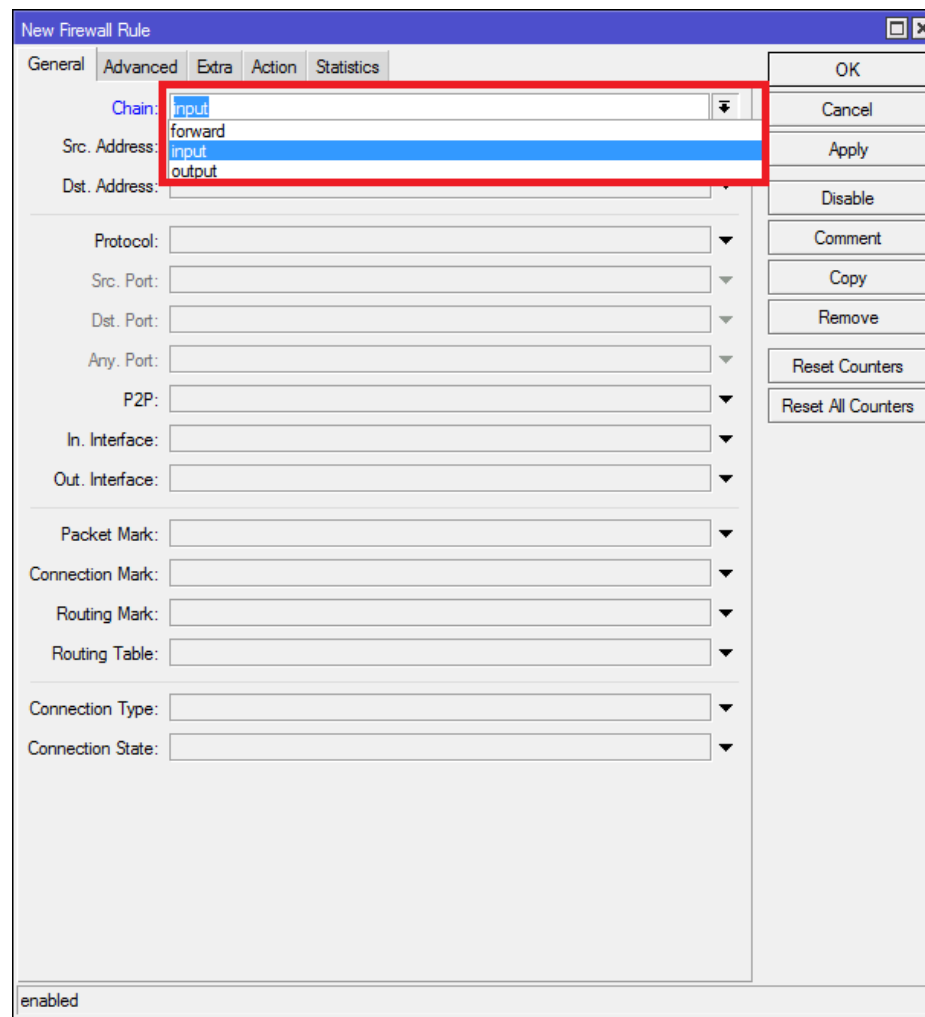 New Firewall Rule
General Advanced Extra Action Statistics
Chain: input
forward
input
output
Src. Address:
Dst. Address:
Protocol:
Src. Port:
Dst. Port:
Any. Port:
P2P:
In. Interface:
Out. Interface:
Packet Mark:
Connection Mark:
Routing Mark:
Routing Table:
Connection Type:
Connection State:
OK
Cancel
Apply
Disable
Comment
Copy
Remove
Reset Counters
Reset All Counters
enabled